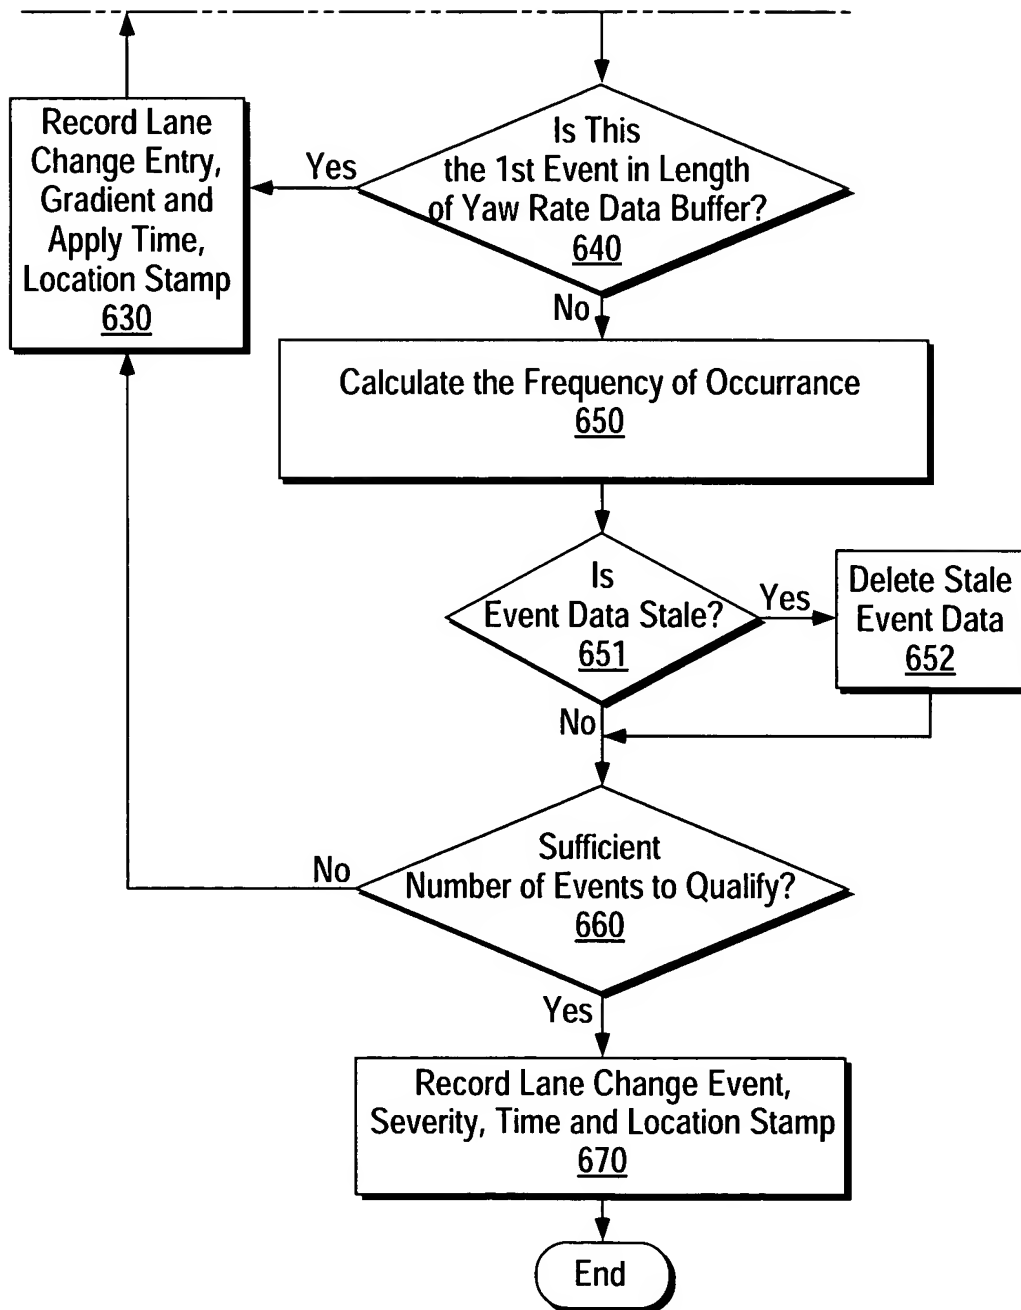 Record Lane
Change Entry,
Gradient and
Apply Time,
Location Stamp
630
Yes
Is This
the 1st Event in Length
of Yaw Rate Data Buffer?
640
No
Calculate the Frequency of Occurrance
650
Is
Event Data Stale?
651
Yes
Delete Stale
Event Data
652
No
Sufficient
Number of Events to Qualify?
660
No
Yes
Record Lane Change Event,
Severity, Time and Location Stamp
670
End